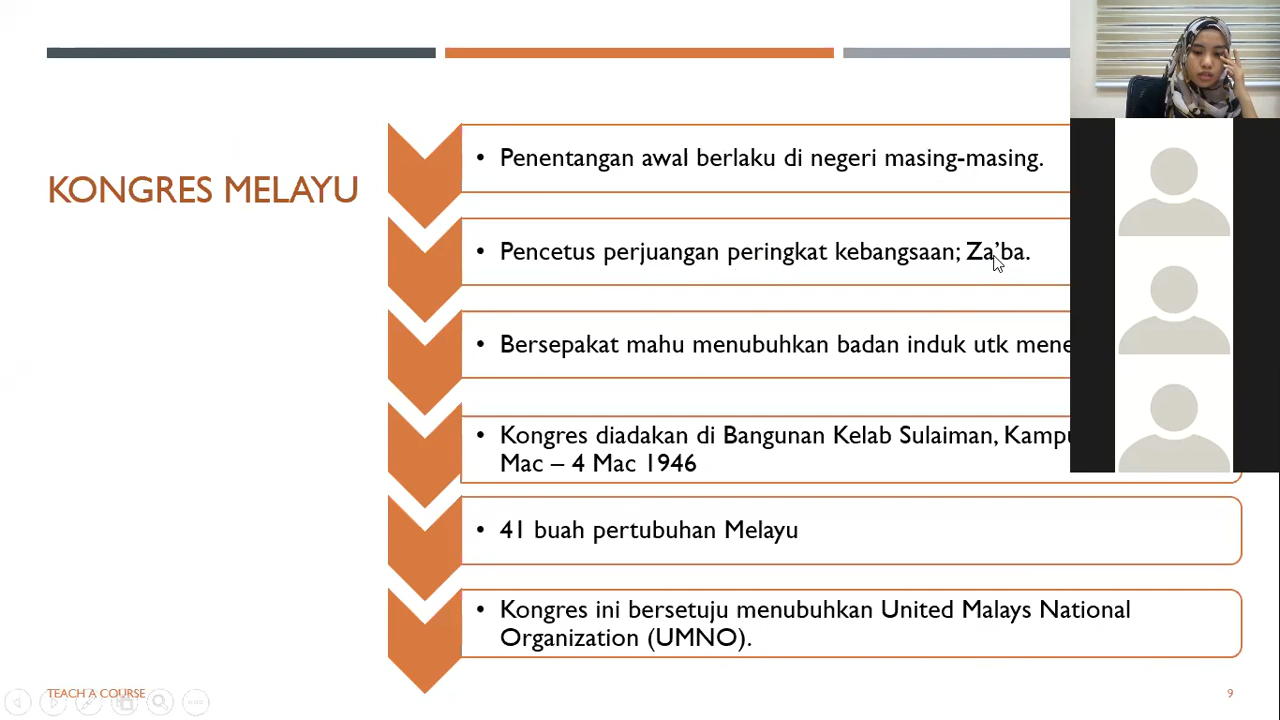 KONGRES MELAYU
• Penentangan awal berlaku di negeri masing-masing.
• Pencetus perjuangan peringkat kebangsaan; Za’ba.
• Bersepakat mahu menubuhkan badan induk utk
• Kongres diadakan di Bangunan Kelab Sulaiman,
Mac – 4 Mac 1946
• 41 buah pertubuhan Melayu
• Kongres ini bersetuju menubuhkan United Malays National
Organization (UMNO).
TEACH A COURSE
9